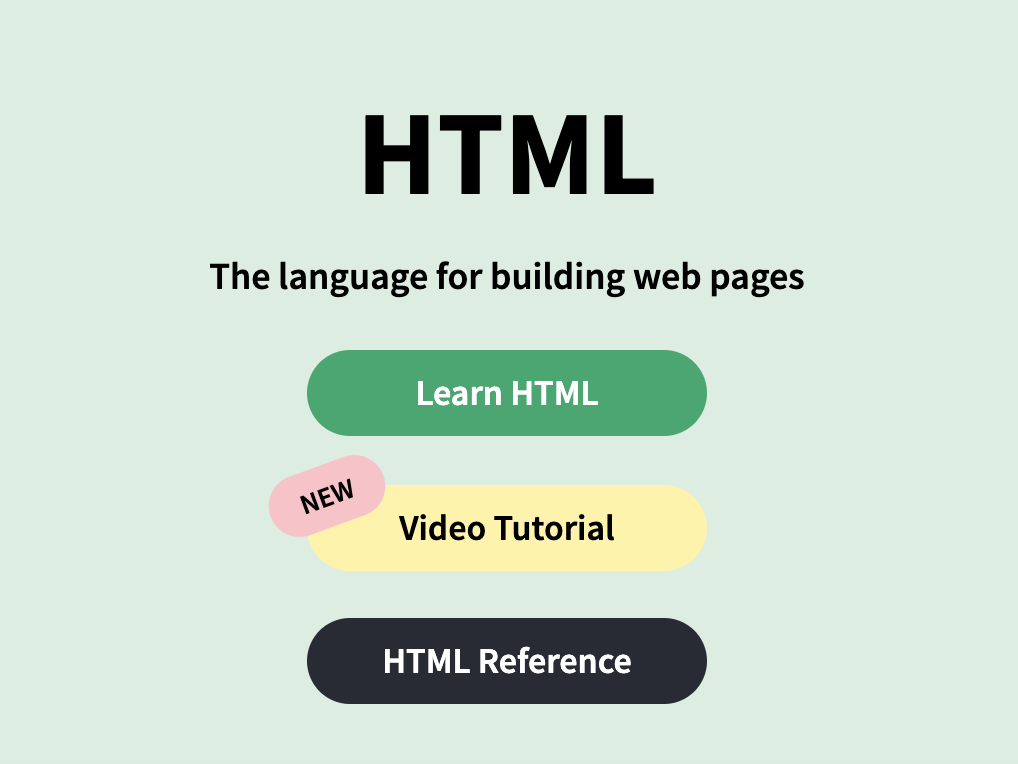 HTML
The language for building web pages
Learn HTML
NEW
Video Tutorial
HTML Reference